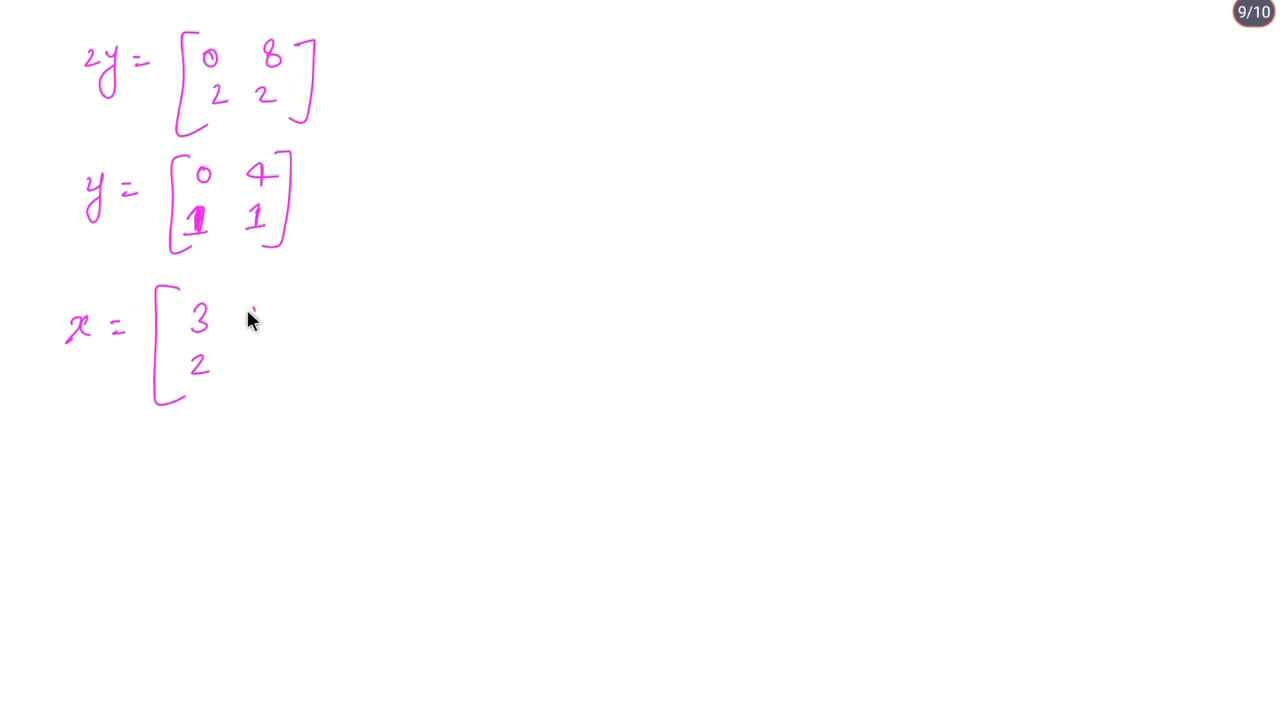 9/10
2y = [ 0 8
2 2 ]
y = [ 0 4
1 1 ]
x = [ 3
2